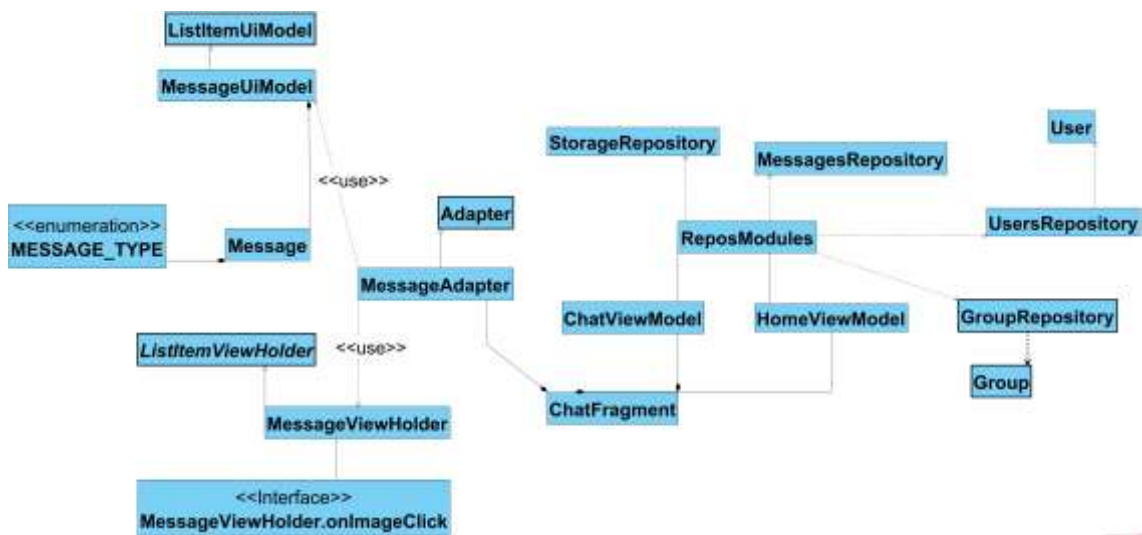 ListItemUiModel
MessageUiModel
<<use>>
<<enumeration>>
MESSAGE_TYPE
Message
Adapter
MessageAdapter
ListItemViewHolder
<<use>>
MessageViewHolder
<<Interface>>
MessageViewHolder.onImageClick
StorageRepository
MessagesRepository
User
ReposModules
UsersRepository
ChatViewModel
HomeViewModel
GroupRepository
Group
ChatFragment